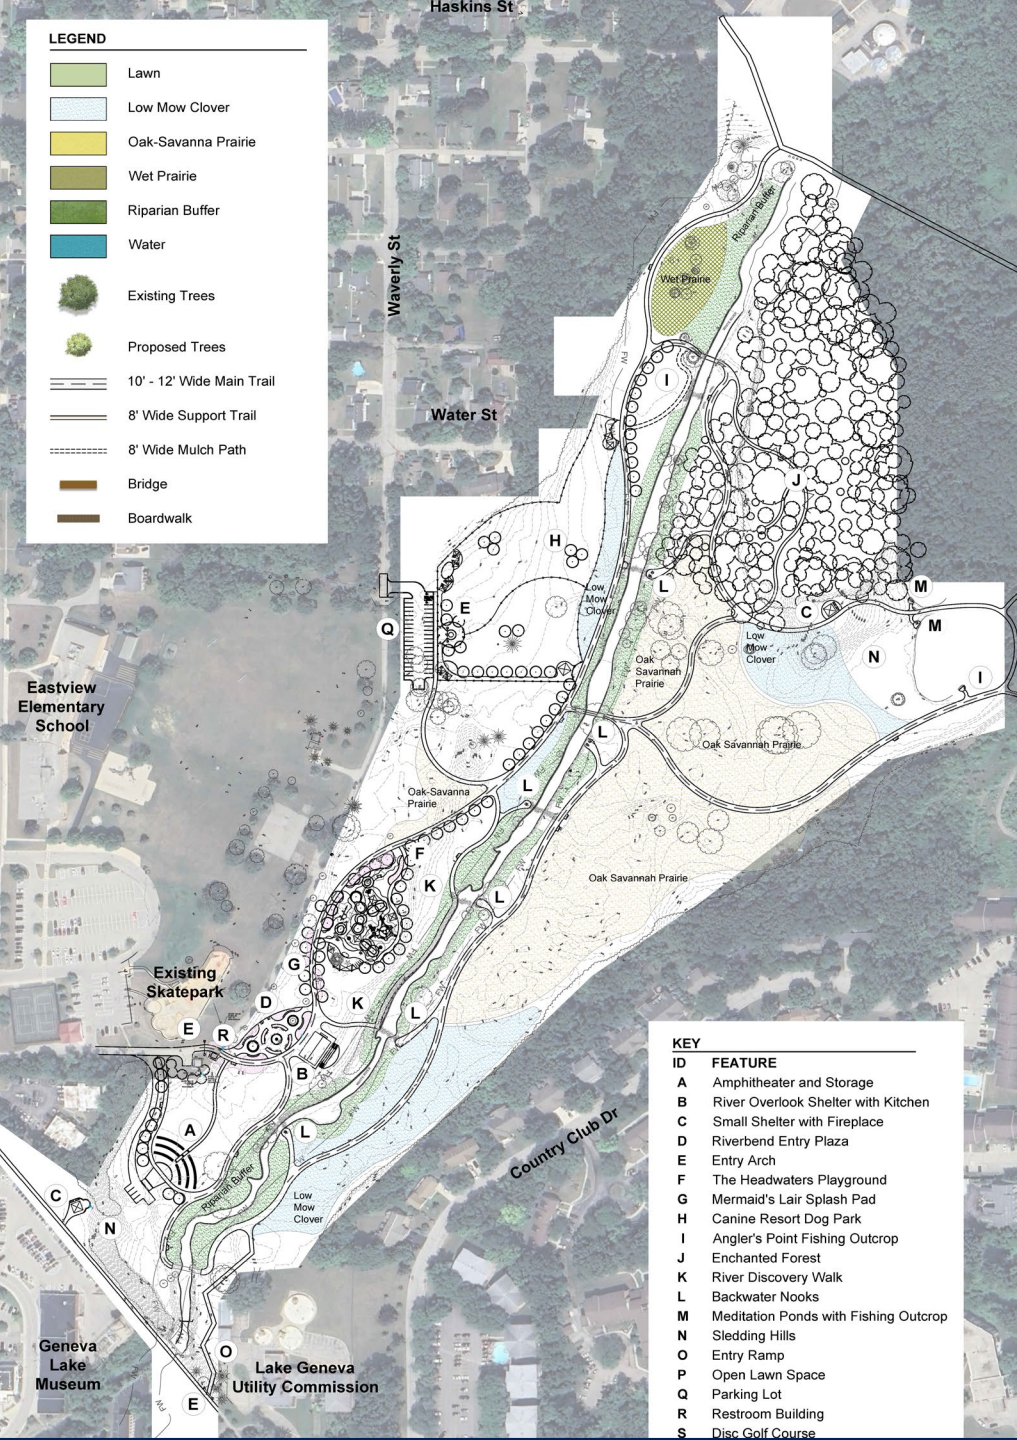 Haskins St
LEGEND
Lawn
Low Mow Clover
Oak-Savanna Prairie
Wet Prairie
Riparian Buffer
Water
Existing Trees
Proposed Trees
10' - 12' Wide Main Trail
8' Wide Support Trail
8' Wide Mulch Path
Bridge
Boardwalk
Waverly St
Water St
Riparian Buffer
Wet Prairie
FW
I
J
H
E
Q
L
Low
Mow
Clover
M
C
M
N
I
Low
Mow
Clover
Oak
Savannah
Prairie
Oak Savannah Prairie
L
Eastview
Elementary
School
Oak-Savanna
Prairie
L
F
K
L
Oak Savannah Prairie
G
K
L
D
Existing
Skatepark
E
R
B
A
L
Riparian Buffer
Low
Mow
Clover
C
N
Country Club Dr
Geneva
Lake
Museum
O
Lake Geneva
Utility Commission
E
FW
KEY
ID FEATURE
A Amphitheater and Storage
B River Overlook Shelter with Kitchen
C Small Shelter with Fireplace
D Riverbend Entry Plaza
E Entry Arch
F The Headwaters Playground
G Mermaid's Lair Splash Pad
H Canine Resort Dog Park
I Angler's Point Fishing Outcrop
J Enchanted Forest
K River Discovery Walk
L Backwater Nooks
M Meditation Ponds with Fishing Outcrop
N Sledding Hills
O Entry Ramp
P Open Lawn Space
Q Parking Lot
R Restroom Building
S Disc Golf Course